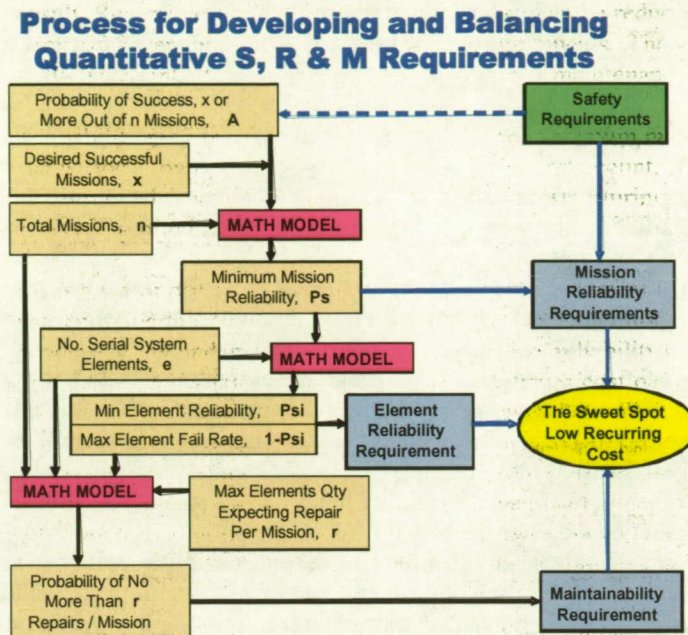 Process for Developing and Balancing
Quantitative S, R & M Requirements
Probability of Success, x or
More Out of n Missions, A
Safety
Requirements
Desired Successful
Missions, x
Total Missions, n
MATH MODEL
Minimum Mission
Reliability, Ps
Mission
Reliability
Requirements
No. Serial System
Elements, e
MATH MODEL
Min Element Reliability, Psi
Max Element Fail Rate, 1-Psi
Element
Reliability
Requirement
The Sweet Spot
Low Recurring
Cost
MATH MODEL
Max Elements Qty
Expecting Repair
Per Mission, r
Probability of No
More Than r
Repairs / Mission
Maintainability
Requirement